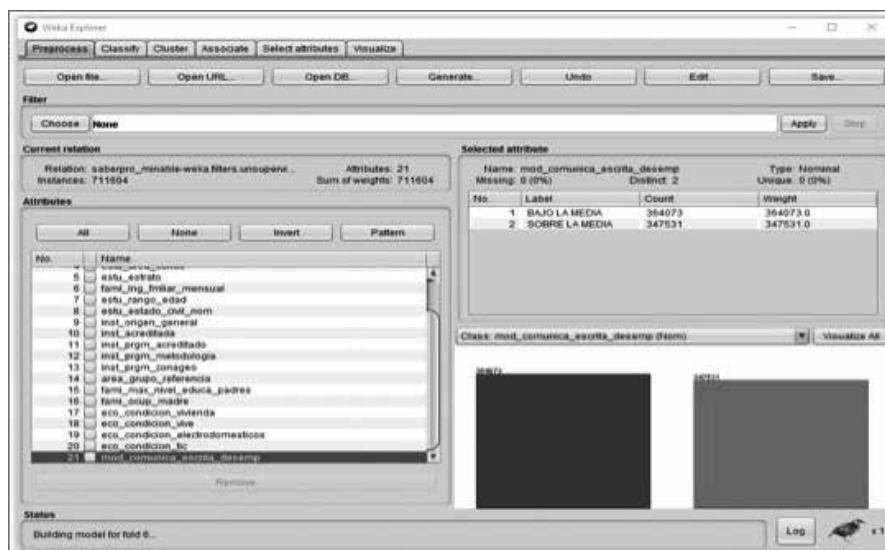 Weka Explorer
Preprocess Classify Cluster Associate Select attributes Visualize
Open file... Open URL... Open DB... Generate... Undo Edit... Save...
Filter
Choose None Apply Stop
Current relation
Relation: saberpro_minable-weka.filters.unsupervi... Attributes: 21
Instances: 711604 Sum of weights: 711604
Attributes
All None Invert Pattern
No. Name
5 estu_estrato
6 fami_ing_fmiliar_mensual
7 estu_rango_edad
8 estu_estado_civil_nom
9 inst_origen_general
10 inst_acreditada
11 inst_prgm_acreditado
12 inst_prgm_metodologia
13 inst_prgm_zonageo
14 area_grupo_referencia
15 fami_max_nivel_educa_padres
16 fami_ocup_madre
17 eco_condicion_vivienda
18 eco_condicion_vive
19 eco_condicion_electrodomesticos
20 eco_condicion_tic
21 mod_comunica_escrita_desemp
Remove
Selected attribute
Name: mod_comunica_escrita_desemp Type: Nominal
Missing: 0 (0%) Distinct: 2 Unique: 0 (0%)
No. Label Count Weight
1 BAJO LA MEDIA 364073 364073.0
2 SOBRE LA MEDIA 347531 347531.0
Class: mod_comunica_escrita_desemp (Nom) Visualize All
364073 347531
Status
Building model for fold 6...
Log x 1